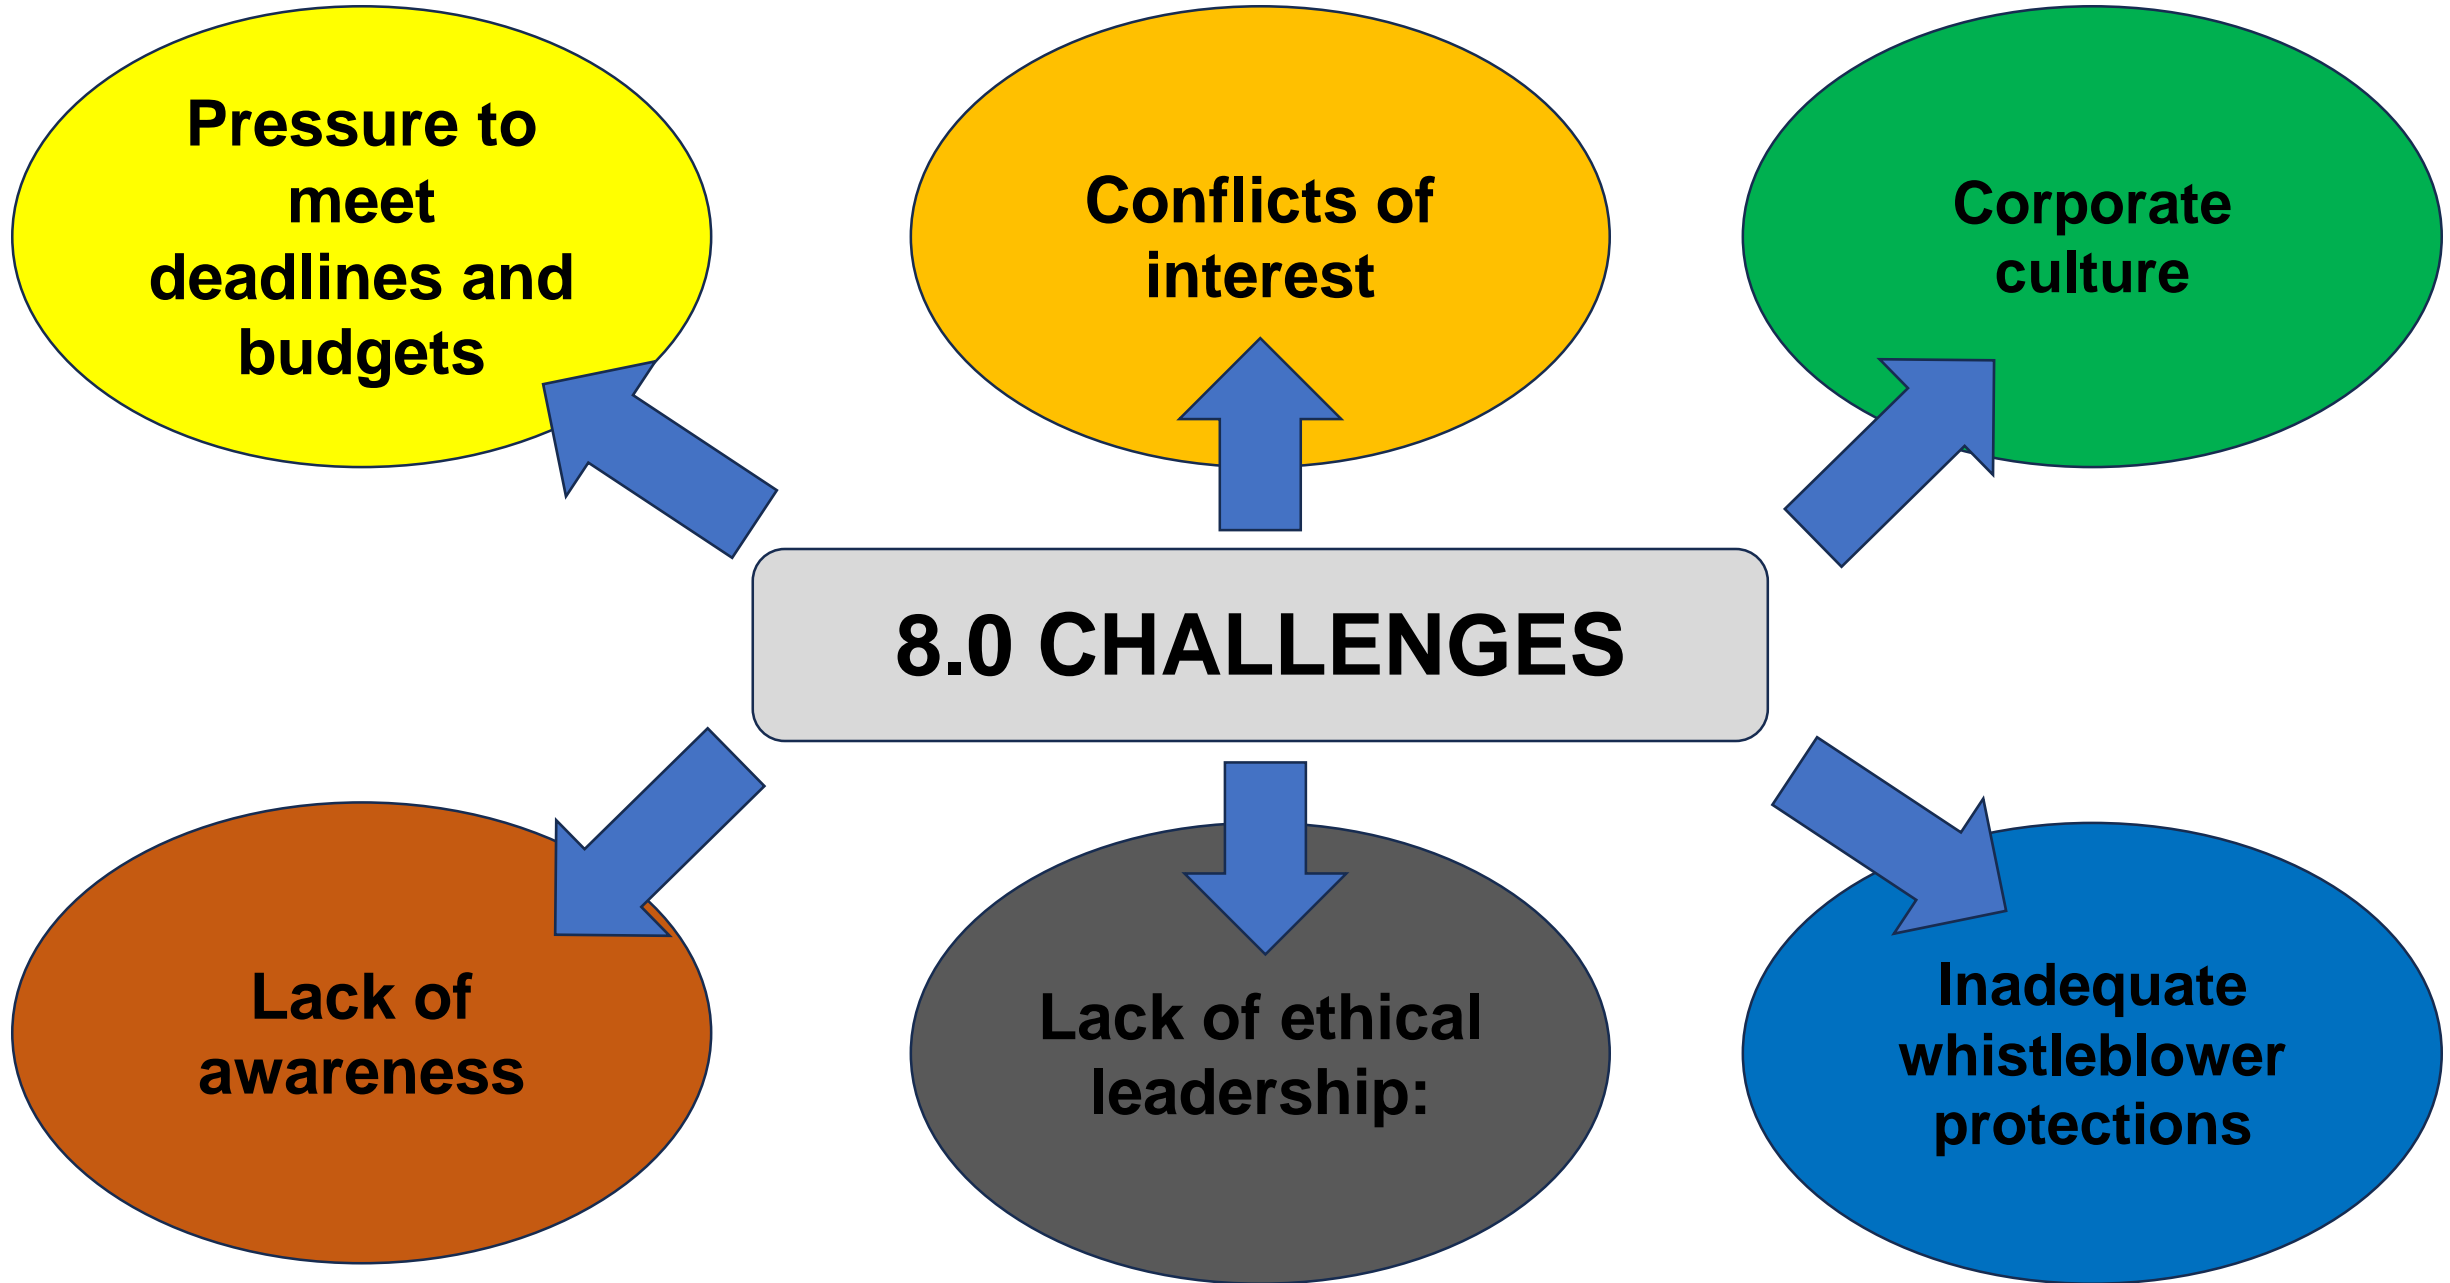 Pressure to
meet
deadlines and
budgets
Conflicts of
interest
Corporate
culture
8.0 CHALLENGES
Lack of
awareness
Lack of ethical
leadership:
Inadequate
whistleblower
protections